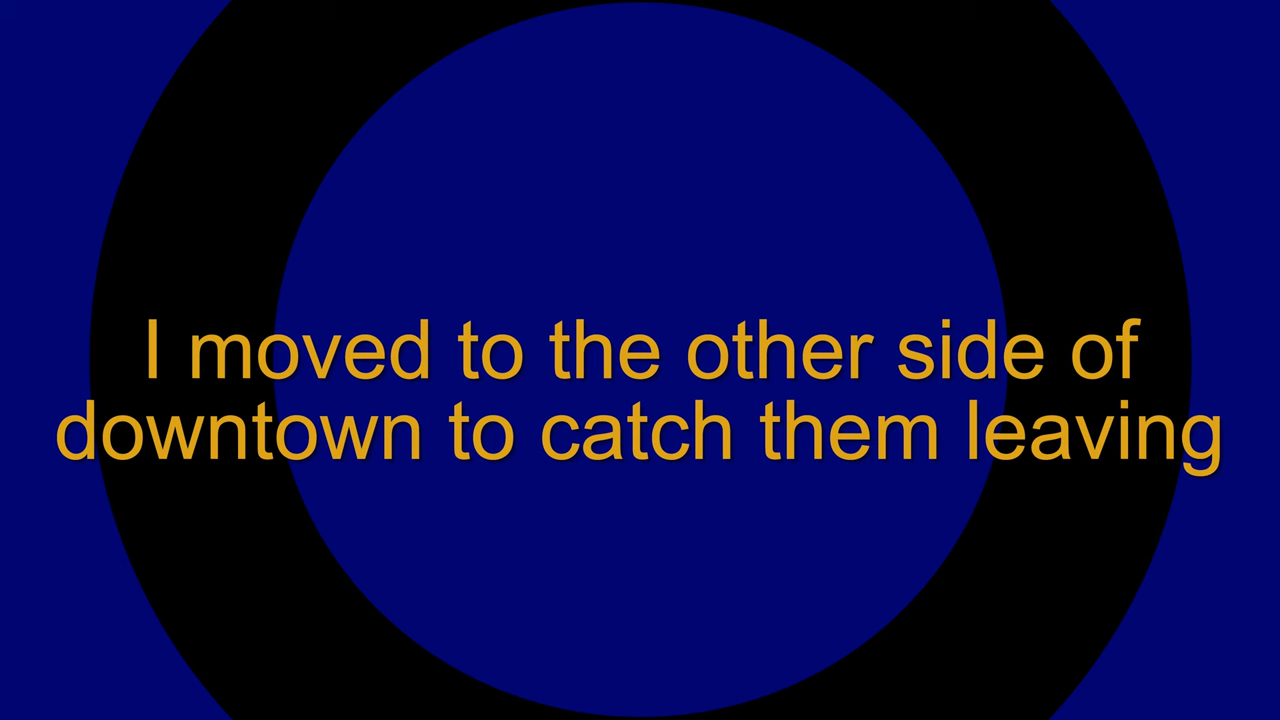 I moved to the other side of
downtown to catch them leaving